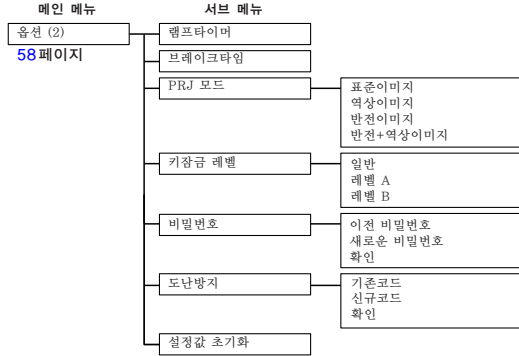 메인 메뉴
서브 메뉴
옵션 (2)
58페이지
램프타이머
브레이크타임
PRJ 모드
표준이미지
역상이미지
반전이미지
반전+역상이미지
키잠금 레벨
일반
레벨 A
레벨 B
비밀번호
이전 비밀번호
새로운 비밀번호
확인
도난방지
기존코드
신규코드
확인
설정값 초기화